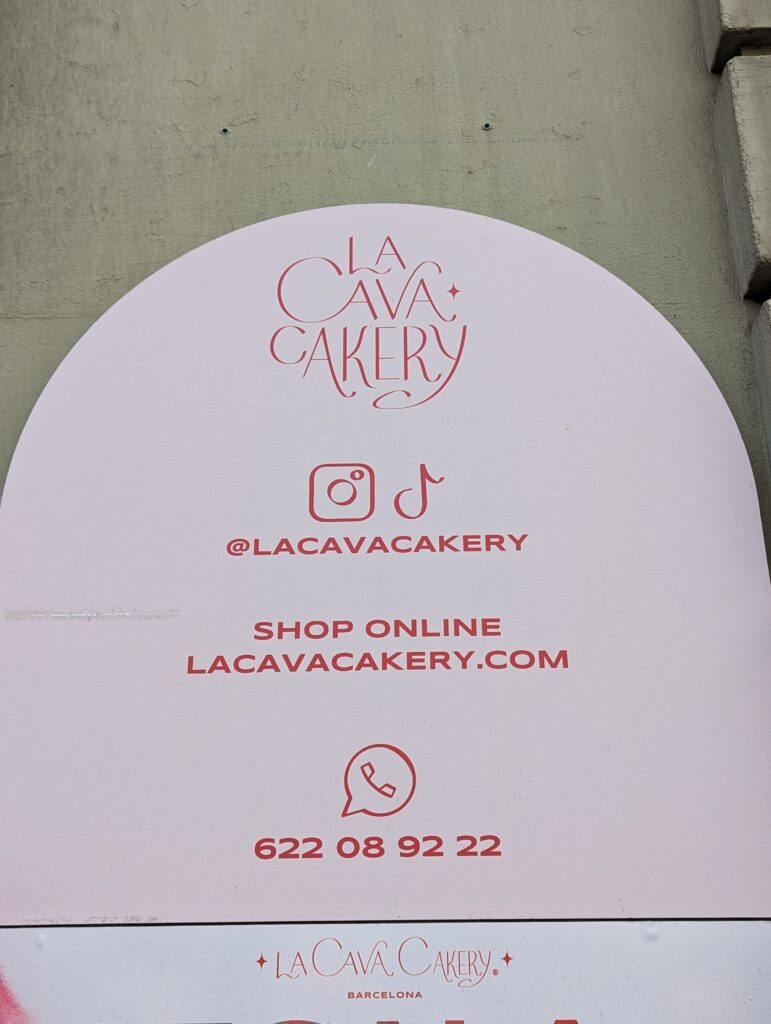 LA
CAVA
CAKERY
@LACAVACAKERY
SHOP ONLINE
LACAVACAKERY.COM
622 08 92 22
LA CAVA CAKERY®
BARCELONA